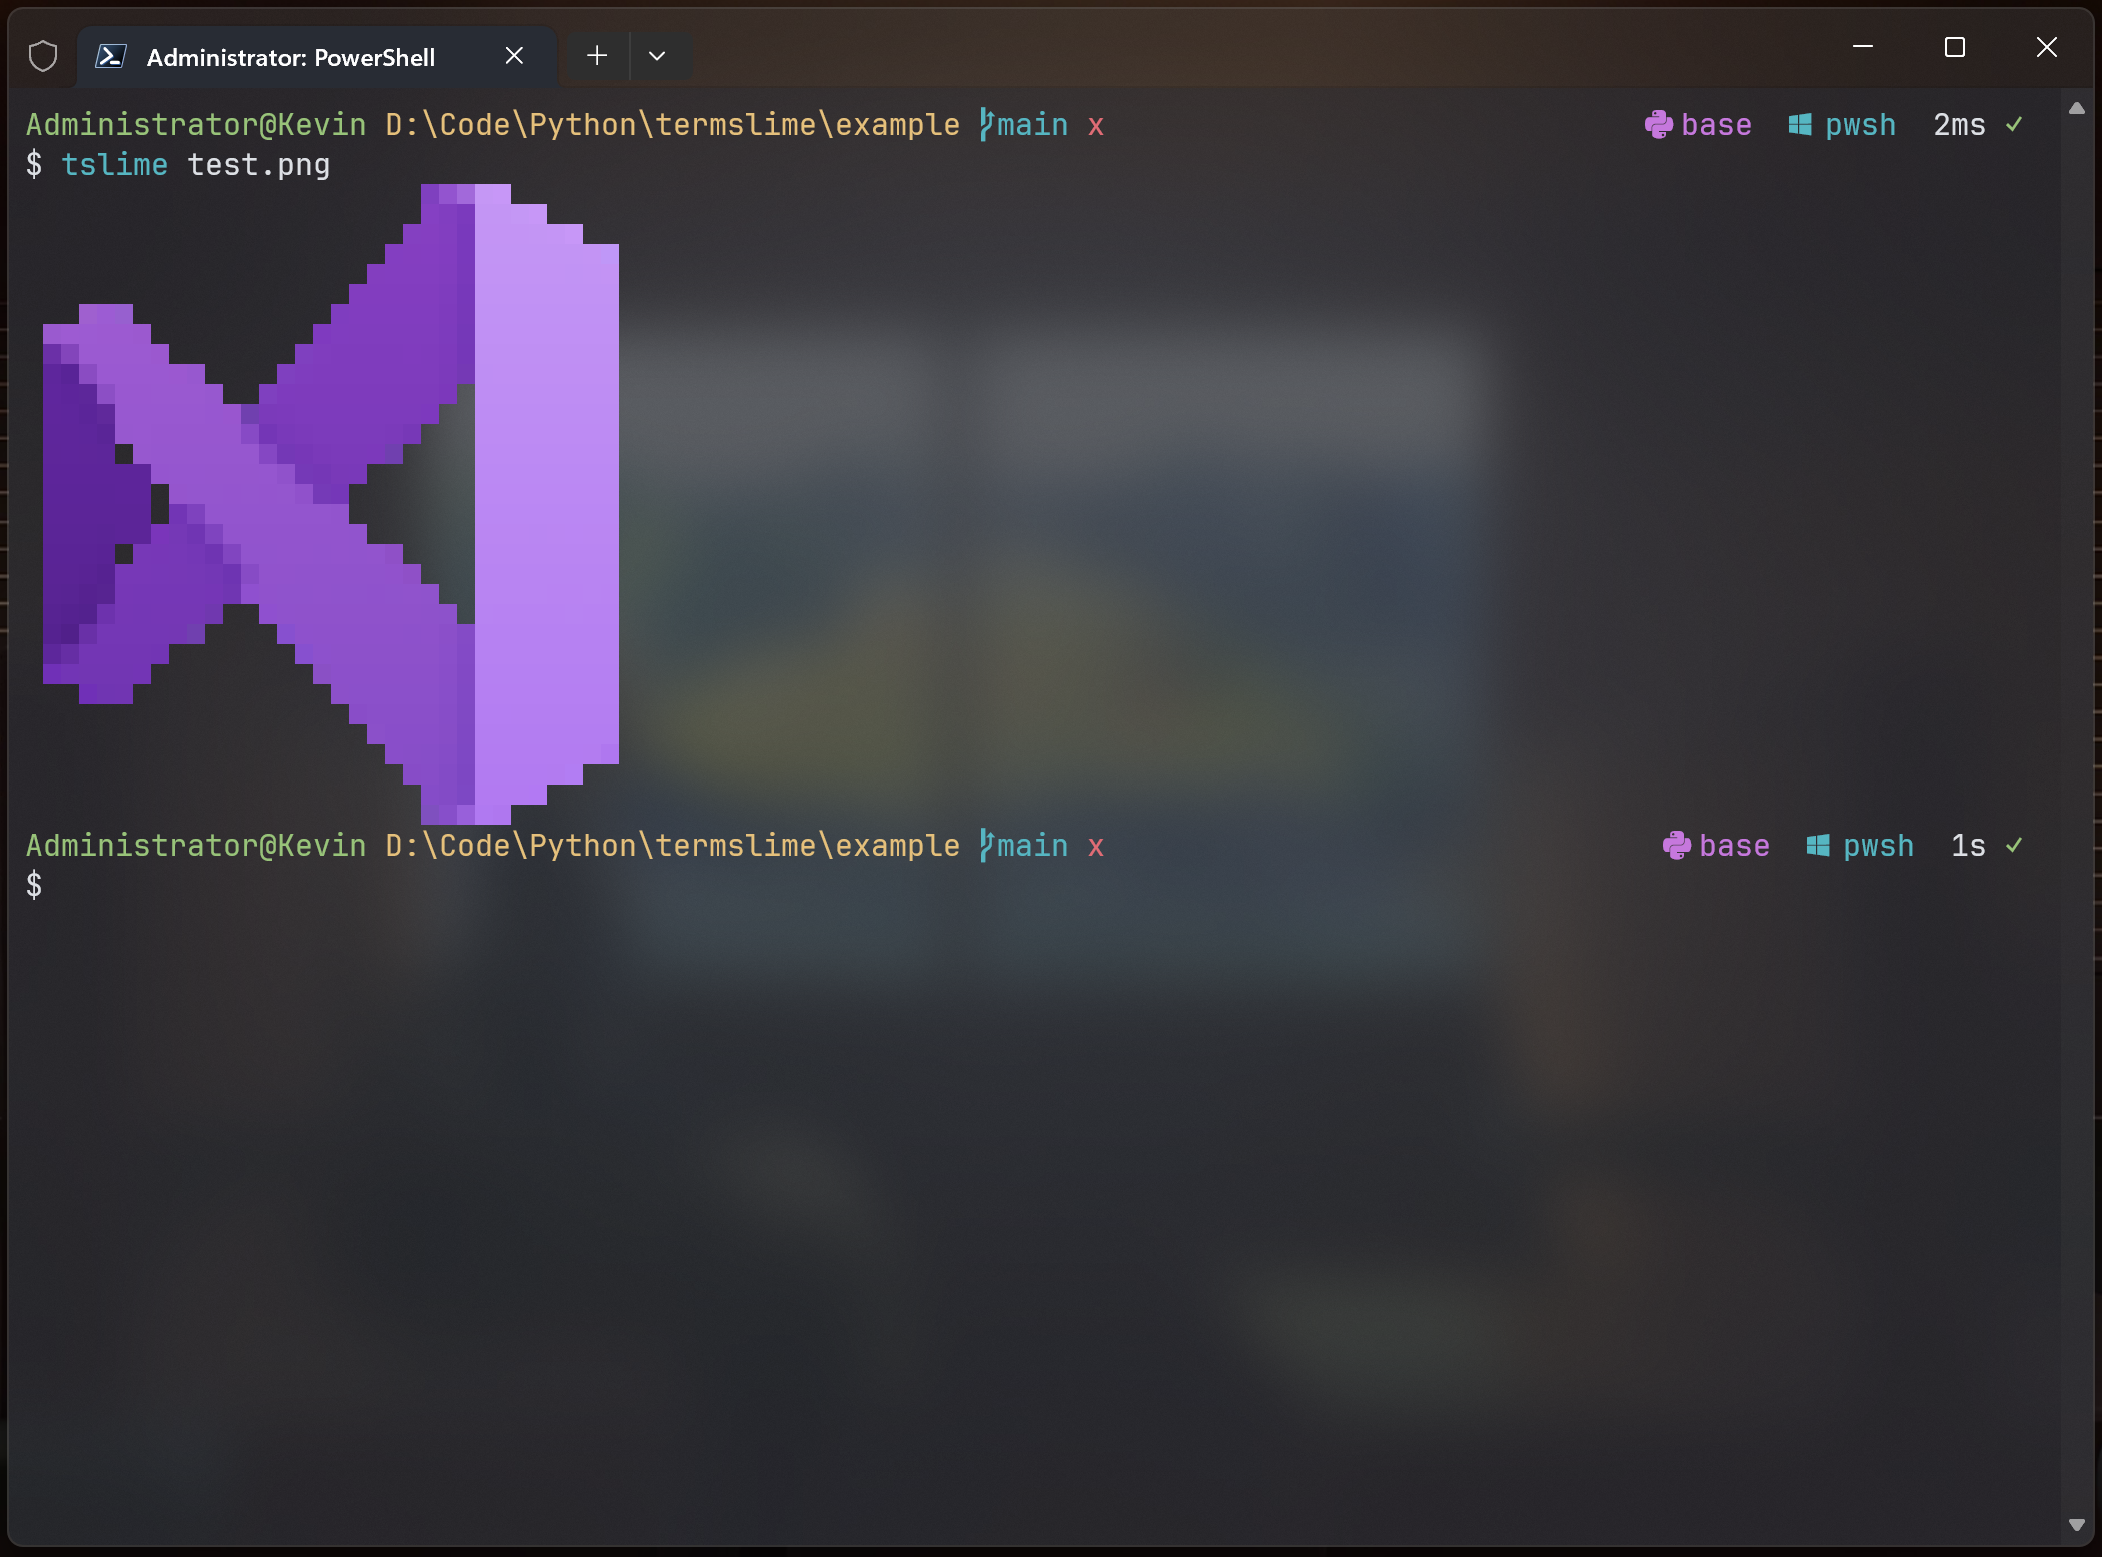 Administrator: PowerShell
Administrator@Kevin D:\Code\Python\termslime\example main x base pwsh 2ms ✓
$ tslime test.png
Administrator@Kevin D:\Code\Python\termslime\example main x base pwsh 1s ✓
$